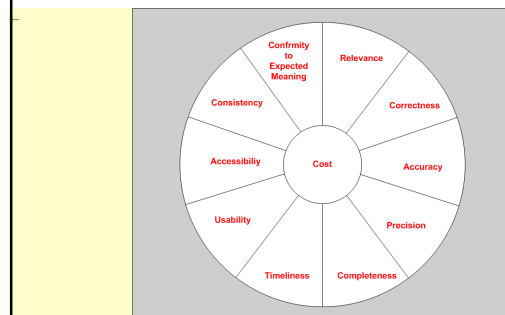 Confrmity
to
Expected
Meaning
Relevance
Consistency
Correctness
Accessibiliy
Cost
Accuracy
Usability
Precision
Timeliness
Completeness